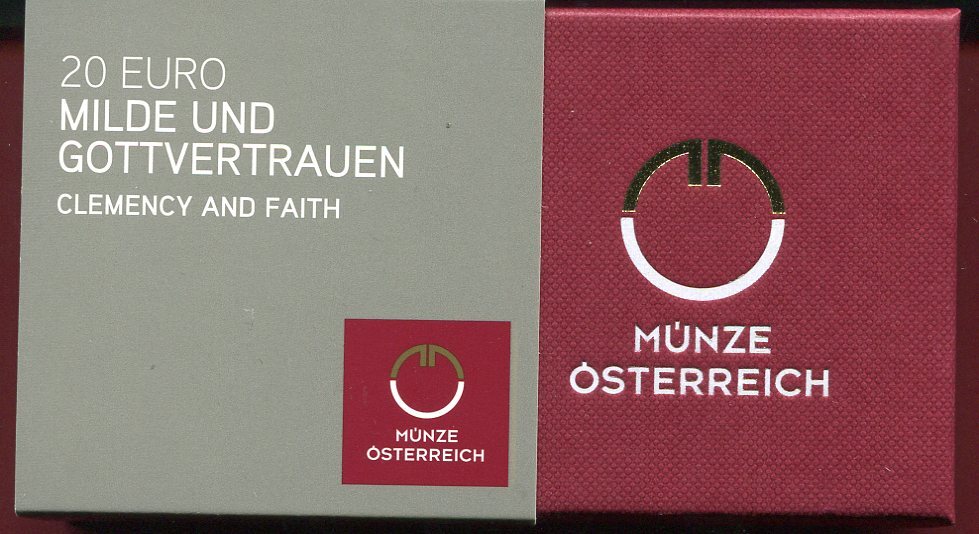 20 EURO
MILDE UND
GOTTVERTRAUEN
CLEMENCY AND FAITH
MÜNZE
ÖSTERREICH
MÜNZE
ÖSTERREICH